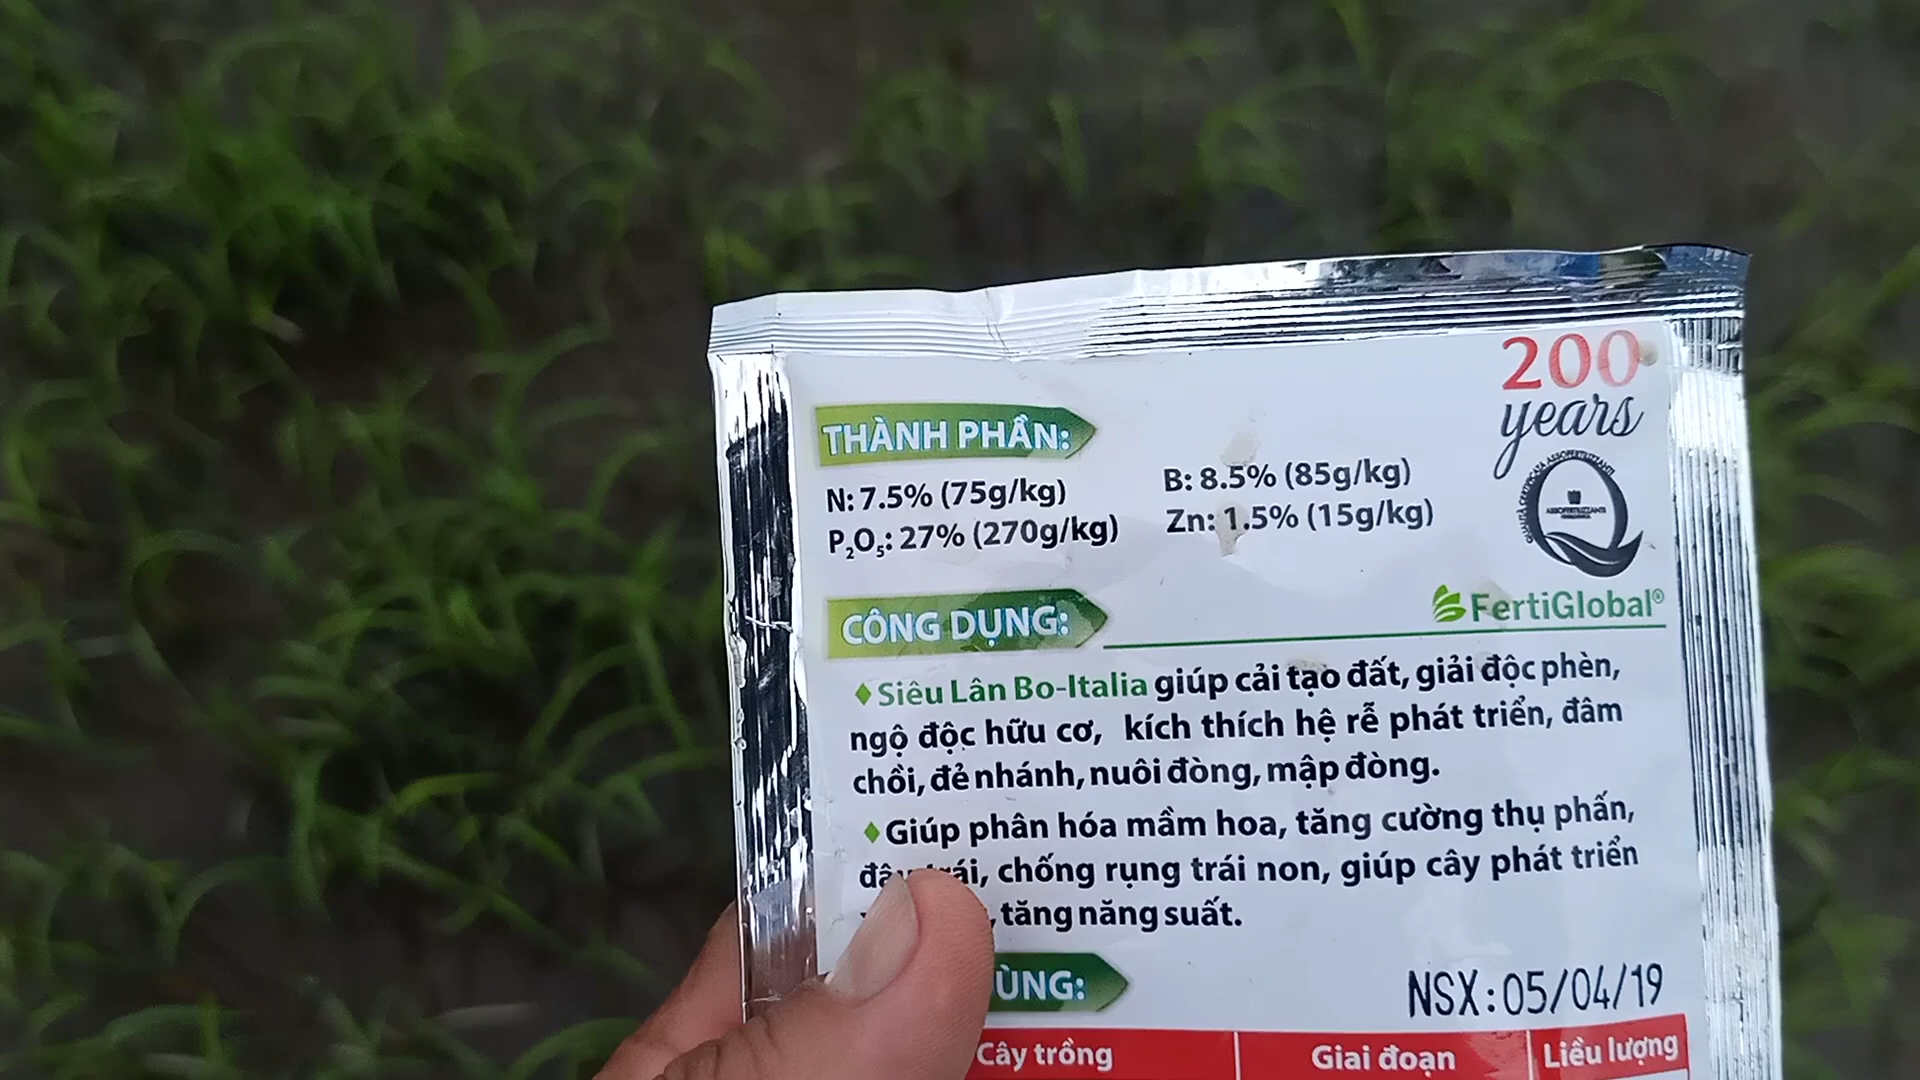 200
years
THÀNH PHẦN:
N: 7.5% (75g/kg)
B: 8.5% (85g/kg)
P₂O₅: 27% (270g/kg)
Zn: 1.5% (15g/kg)
ASSOFERTILIZZANTI
FertiGlobal®
CÔNG DỤNG:
♦ Siêu Lân Bo-Italia giúp cải tạo đất, giải độc phèn,
ngộ độc hữu cơ, kích thích hệ rễ phát triển, đâm
chồi, đẻ nhánh, nuôi đòng, mập đòng.
♦ Giúp phân hóa mầm hoa, tăng cường thụ phấn,
chống rụng trái non, giúp cây phát triển
, tăng năng suất.
ÙNG:
NSX: 05/04/19
Cây trồng
Giai đoạn
Liều lượng